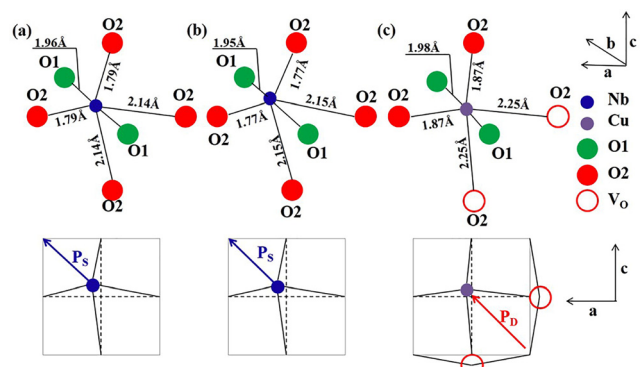 (a)
O2
1.96Å
O1
1.79Å
O2
1.79Å
2.14Å
O2
O1
2.14Å
O2
(b)
O2
1.95Å
O1
1.77Å
O2
1.77Å
2.15Å
O2
O1
2.15Å
O2
(c)
O2
1.98Å
1.87Å
O2
1.87Å
2.25Å
O2
O1
2.25Å
O2
b
c
a
Nb
Cu
O1
O2
VO
PS
PS
PD
c
a